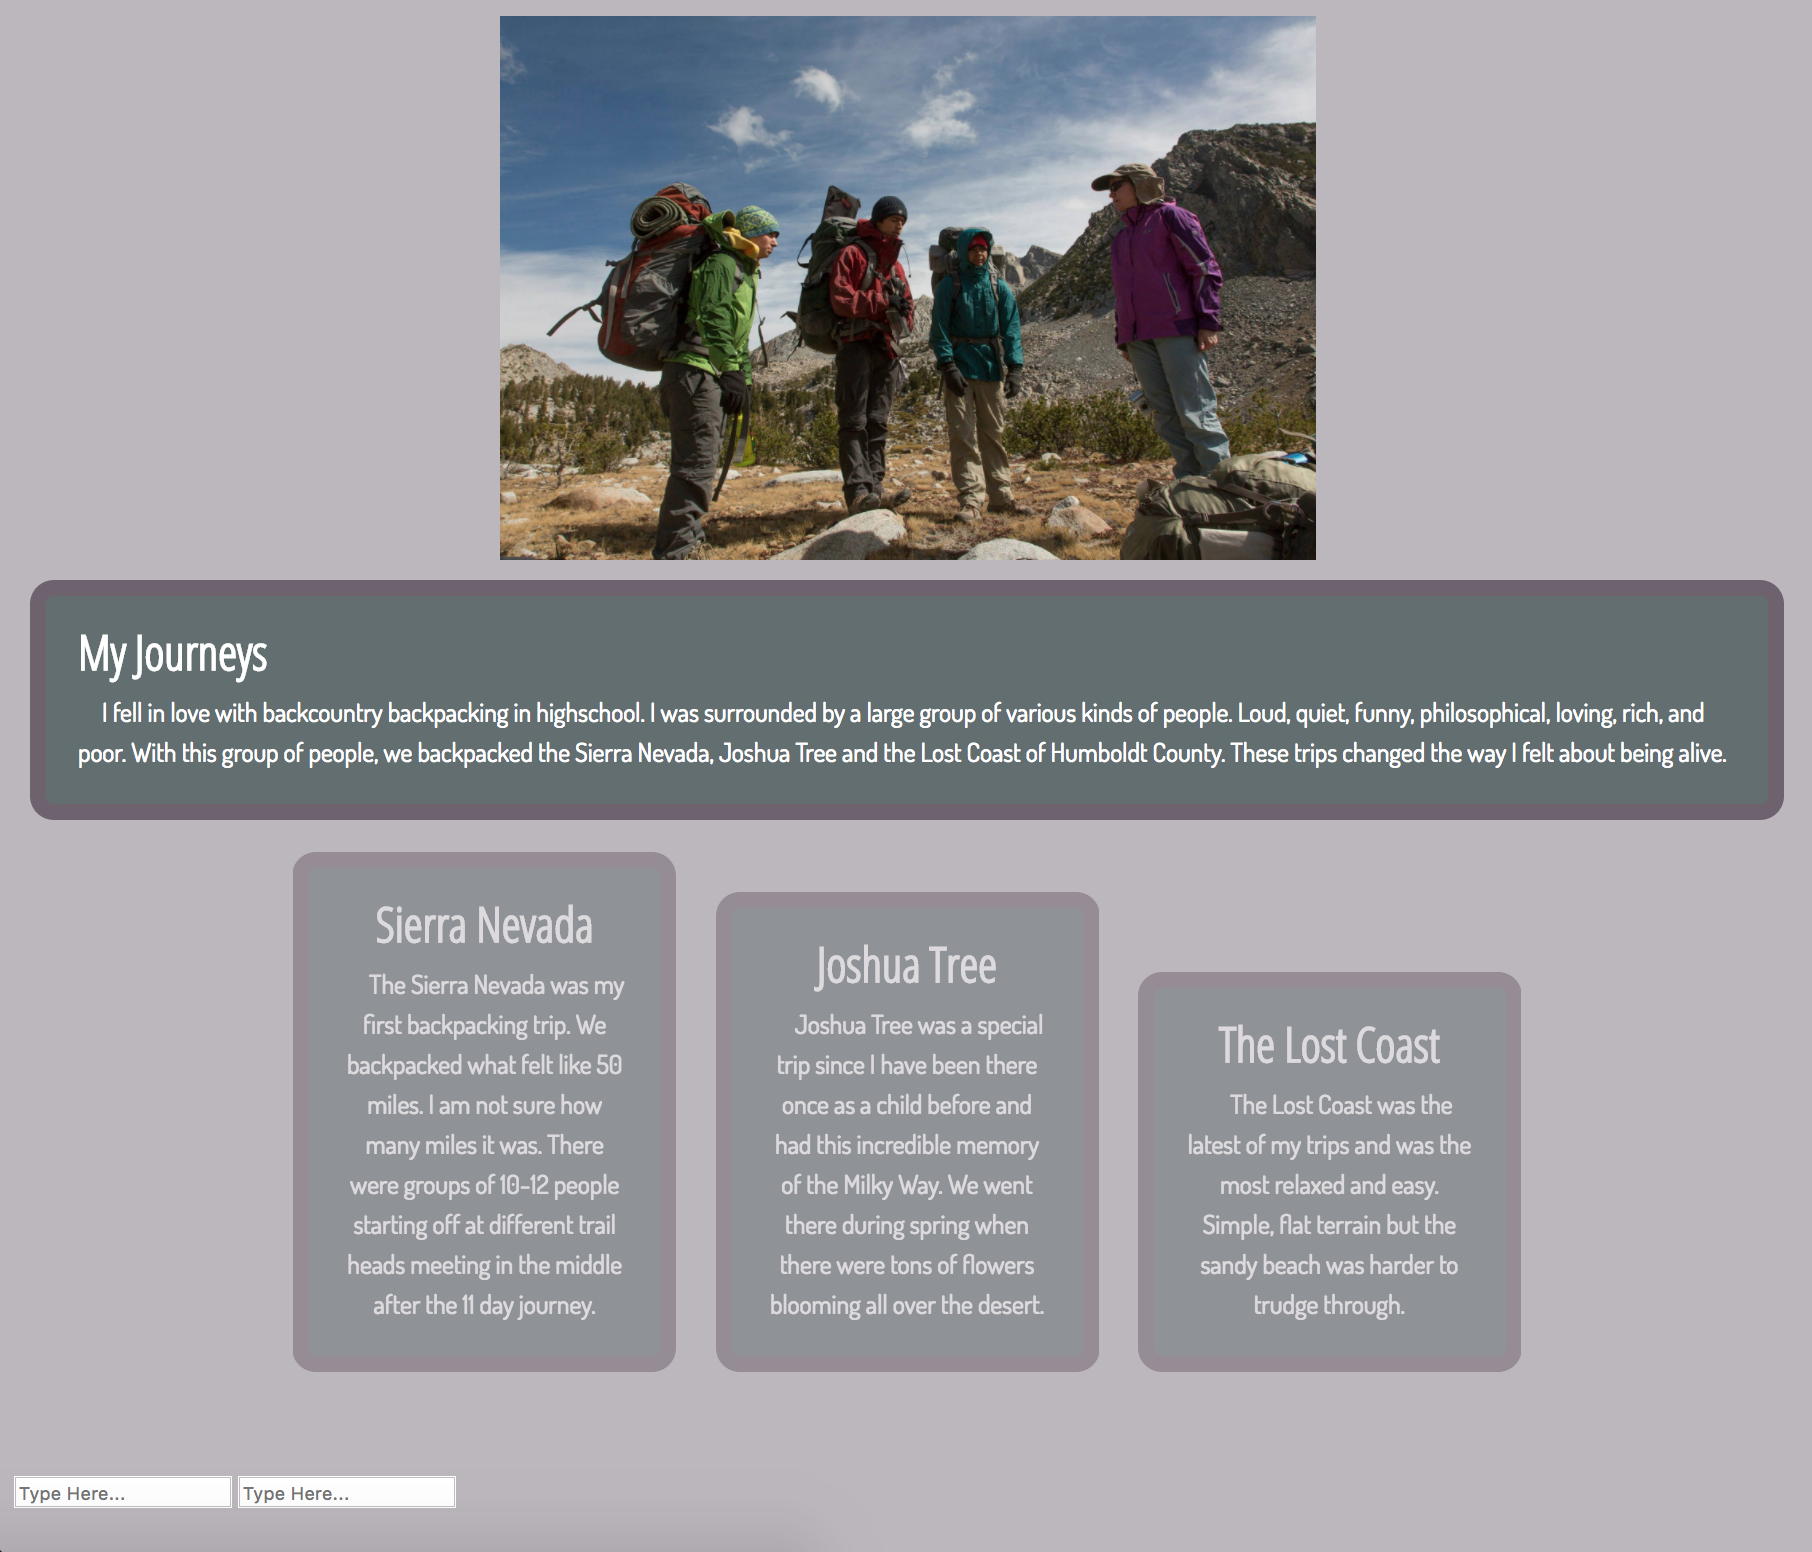 My Journeys
I fell in love with backcountry backpacking in highschool. I was surrounded by a large group of various kinds of people. Loud, quiet, funny, philosophical, loving, rich, and
poor. With this group of people, we backpacked the Sierra Nevada, Joshua Tree and the Lost Coast of Humboldt County. These trips changed the way I felt about being alive.
Sierra Nevada
The Sierra Nevada was my
first backpacking trip. We
backpacked what felt like 50
miles. I am not sure how
many miles it was. There
were groups of 10-12 people
starting off at different trail
heads meeting in the middle
after the 11 day journey.
Joshua Tree
Joshua Tree was a special
trip since I have been there
once as a child before and
had this incredible memory
of the Milky Way. We went
there during spring when
there were tons of flowers
blooming all over the desert.
The Lost Coast
The Lost Coast was the
latest of my trips and was the
most relaxed and easy.
Simple, flat terrain but the
sandy beach was harder to
trudge through.
Type Here...
Type Here...